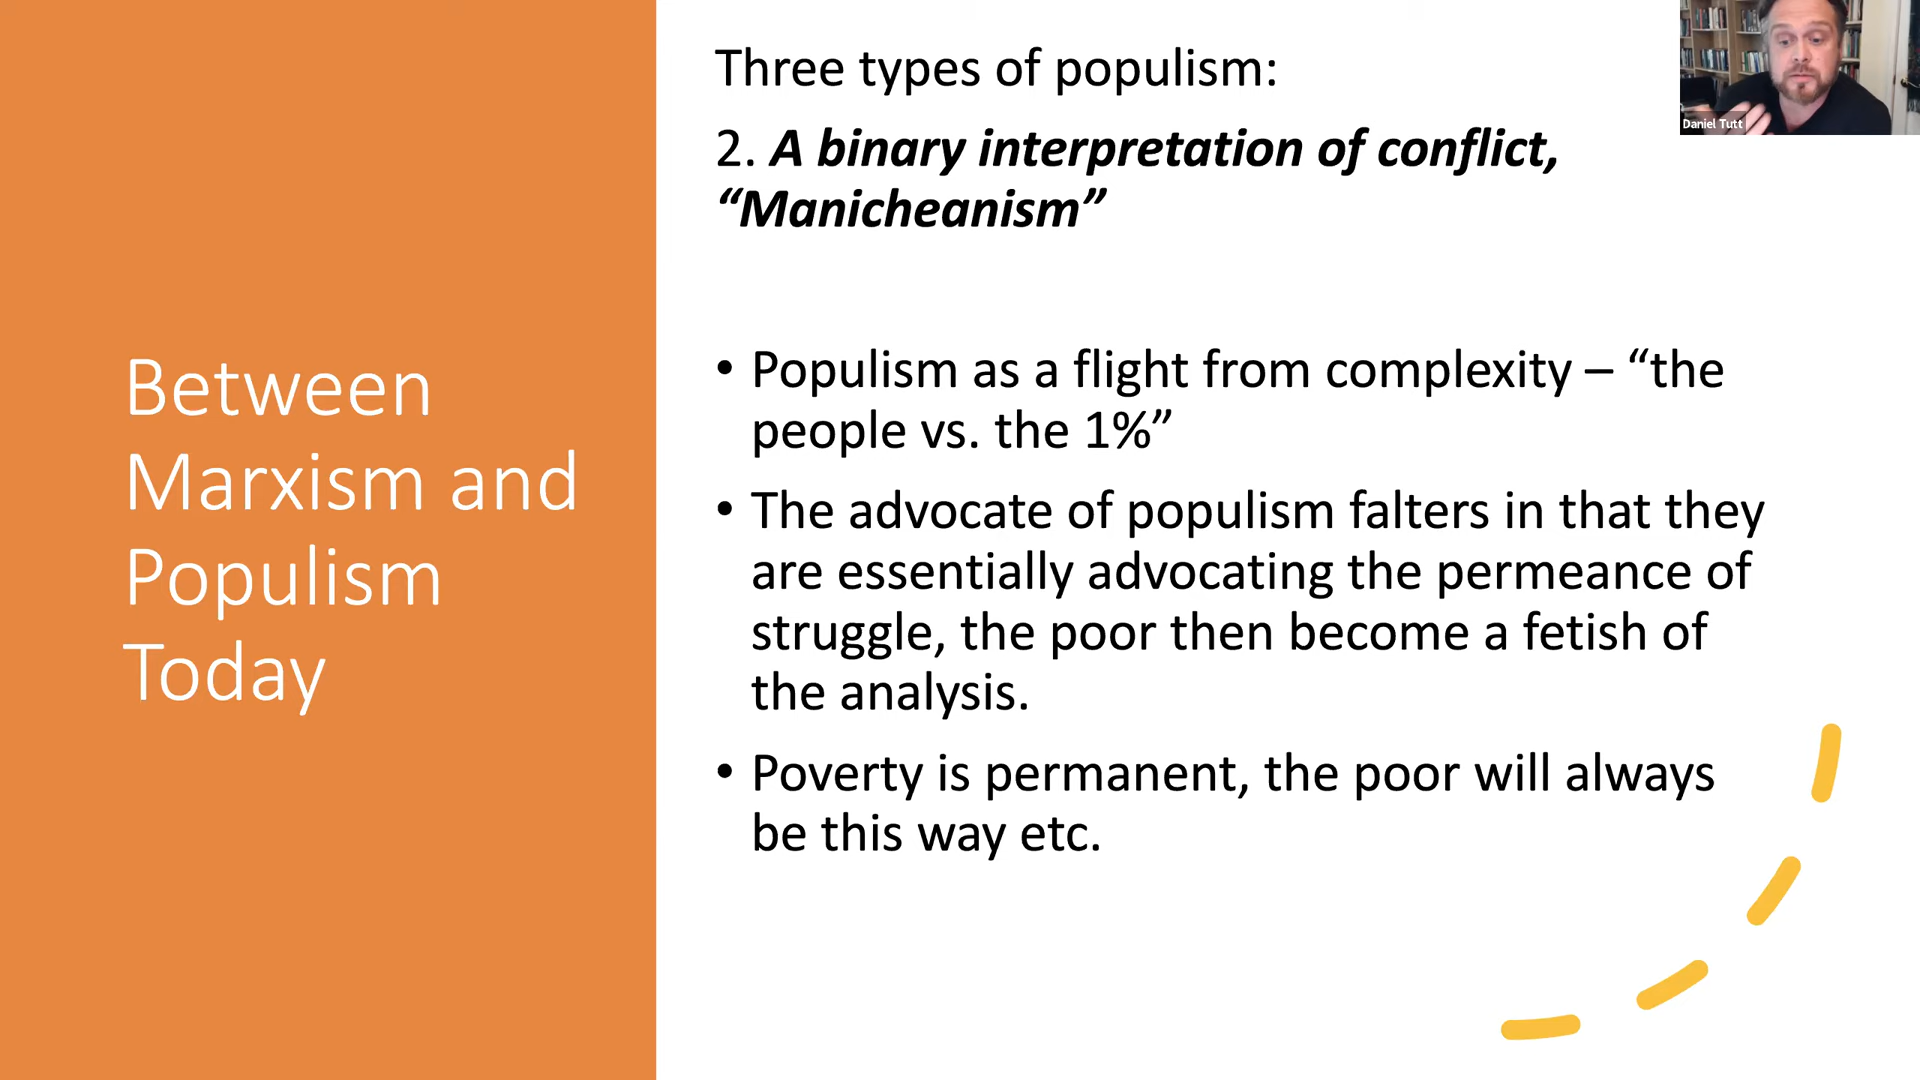 Between
Marxism and
Populism
Today
Three types of populism:
2. A binary interpretation of conflict,
“Manicheanism”
• Populism as a flight from complexity – “the
people vs. the 1%”
• The advocate of populism falters in that they
are essentially advocating the permeance of
struggle, the poor then become a fetish of
the analysis.
• Poverty is permanent, the poor will always
be this way etc.
Daniel Tutt